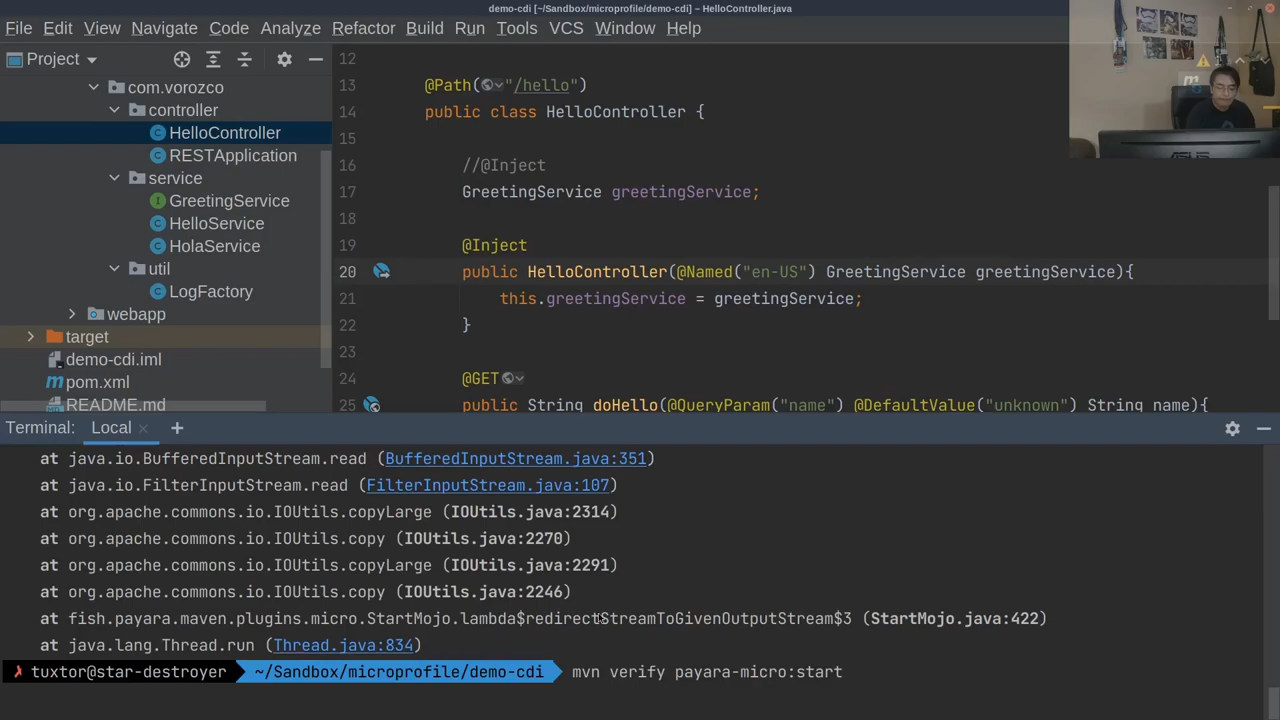 demo-cdi [~/Sandbox/microprofile/demo-cdi] – HelloController.java
File Edit View Navigate Code Analyze Refactor Build Run Tools VCS Window Help
Project
com.vorozco
controller
HelloController
RESTApplication
service
GreetingService
HelloService
HolaService
util
LogFactory
webapp
target
demo-cdi.iml
pom.xml
README.md
12
13 @Path("/hello")
14 public class HelloController {
15
16 //@Inject
17 GreetingService greetingService;
18
19 @Inject
20 public HelloController(@Named("en-US") GreetingService greetingService){
21 this.greetingService = greetingService;
22 }
23
24 @GET
25 public String doHello(@QueryParam("name") @DefaultValue("unknown") String name){
1
Terminal: Local
at java.io.BufferedInputStream.read (BufferedInputStream.java:351)
at java.io.FilterInputStream.read (FilterInputStream.java:107)
at org.apache.commons.io.IOUtils.copyLarge (IOUtils.java:2314)
at org.apache.commons.io.IOUtils.copy (IOUtils.java:2270)
at org.apache.commons.io.IOUtils.copyLarge (IOUtils.java:2291)
at org.apache.commons.io.IOUtils.copy (IOUtils.java:2246)
at fish.payara.maven.plugins.micro.StartMojo.lambda$redirectStreamToGivenOutputStream$3 (StartMojo.java:422)
at java.lang.Thread.run (Thread.java:834)
✗ tuxtor@star-destroyer ~/Sandbox/microprofile/demo-cdi mvn verify payara-micro:start